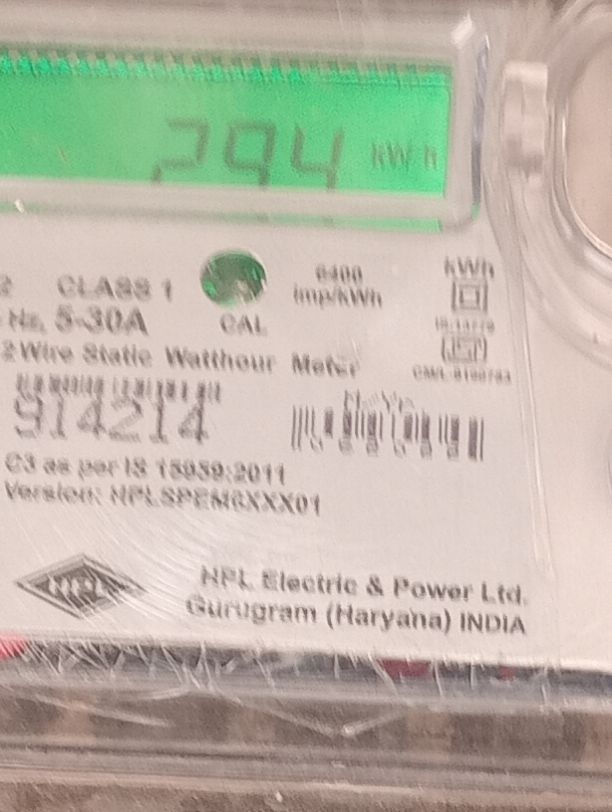 294 kWh
CLASS 1
6400
imp/kWh
kWh
Hz, 5-30A
CAL
2 Wire Static Watthour Meter
914214
C3 as per IS 15959:2011
Version: HPLSPEM6XXX01
HPL
HPL Electric & Power Ltd.
Gurugram (Haryana) INDIA